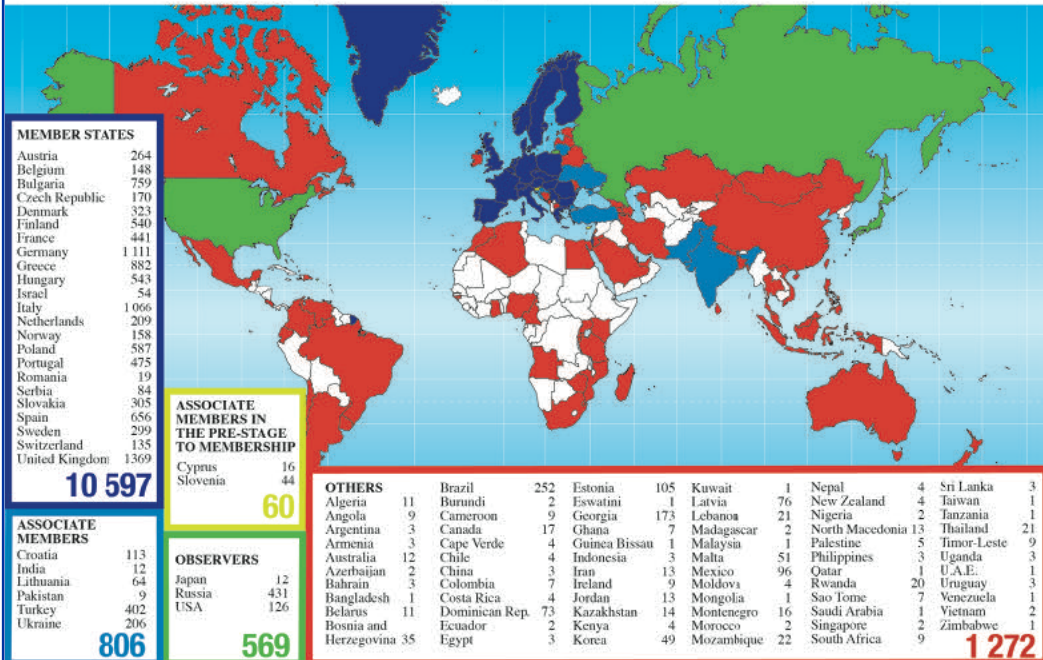 MEMBER STATES
Austria 264
Belgium 148
Bulgaria 759
Czech Republic 170
Denmark 323
Finland 540
France 441
Germany 1 111
Greece 882
Hungary 543
Israel 54
Italy 1 066
Netherlands 209
Norway 158
Poland 587
Portugal 475
Romania 19
Serbia 84
Slovakia 305
Spain 656
Sweden 299
Switzerland 135
United Kingdom 1369
10 597
ASSOCIATE
MEMBERS
Croatia 113
India 12
Lithuania 64
Pakistan 9
Turkey 402
Ukraine 206
806
ASSOCIATE
MEMBERS IN
THE PRE-STAGE
TO MEMBERSHIP
Cyprus 16
Slovenia 44
60
OBSERVERS
Japan 12
Russia 431
USA 126
569
OTHERS
Algeria 11
Angola 9
Argentina 3
Armenia 3
Australia 12
Azerbaijan 2
Bahrain 3
Bangladesh 1
Belarus 11
Bosnia and
Herzegovina 35
Brazil 252
Burundi 2
Cameroon 9
Canada 17
Cape Verde 4
Chile 4
China 3
Colombia 7
Costa Rica 4
Dominican Rep. 73
Ecuador 2
Egypt 3
Estonia 105
Eswatini 1
Georgia 173
Ghana 7
Guinea Bissau 1
Indonesia 3
Iran 13
Ireland 9
Jordan 13
Kazakhstan 14
Kenya 4
Korea 49
Kuwait 1
Latvia 76
Lebanon 21
Madagascar 2
Malaysia 1
Malta 51
Mexico 96
Moldova 4
Mongolia 1
Montenegro 16
Morocco 2
Mozambique 22
Nepal 4
New Zealand 4
Nigeria 2
North Macedonia 13
Palestine 5
Philippines 3
Qatar 1
Rwanda 20
Sao Tome 7
Saudi Arabia 1
Singapore 2
South Africa 9
Sri Lanka 3
Taiwan 1
Tanzania 1
Thailand 21
Timor-Leste 9
Uganda 3
U.A.E. 1
Uruguay 3
Venezuela 1
Vietnam 2
Zimbabwe 1
1 272